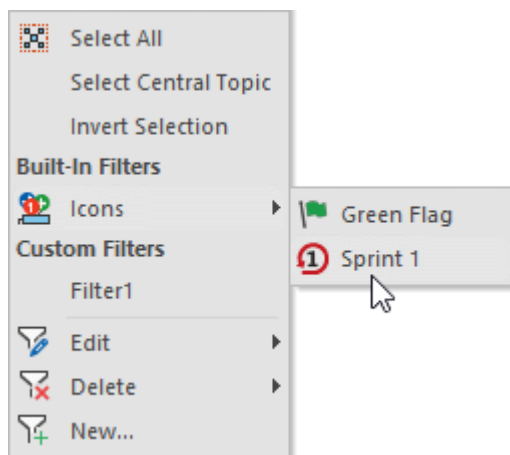 Select All
Select Central Topic
Invert Selection
Built-In Filters
Icons
Green Flag
Custom Filters
1 Sprint 1
Filter1
Edit
Delete
New...